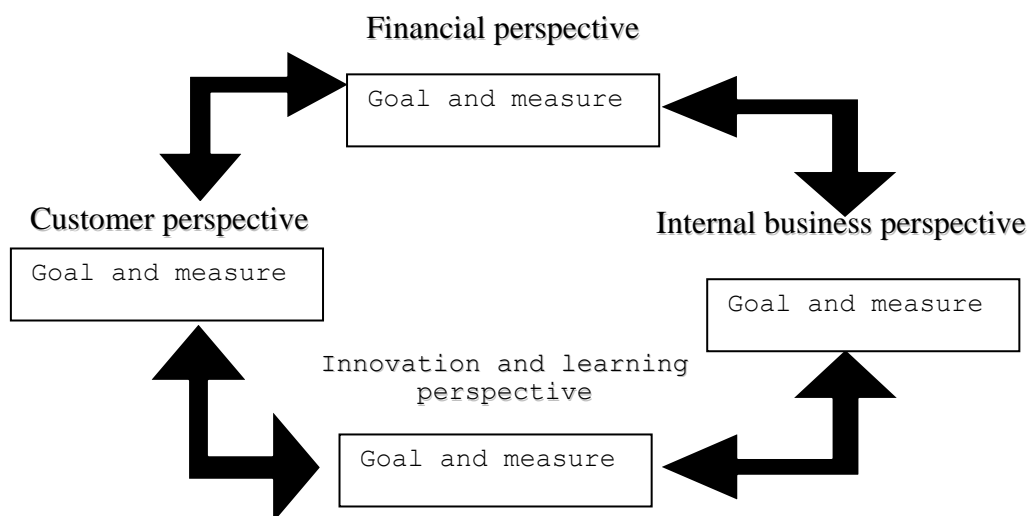 Financial perspective
Goal and measure
Customer perspective
Goal and measure
Internal business perspective
Goal and measure
Innovation and learning
perspective
Goal and measure